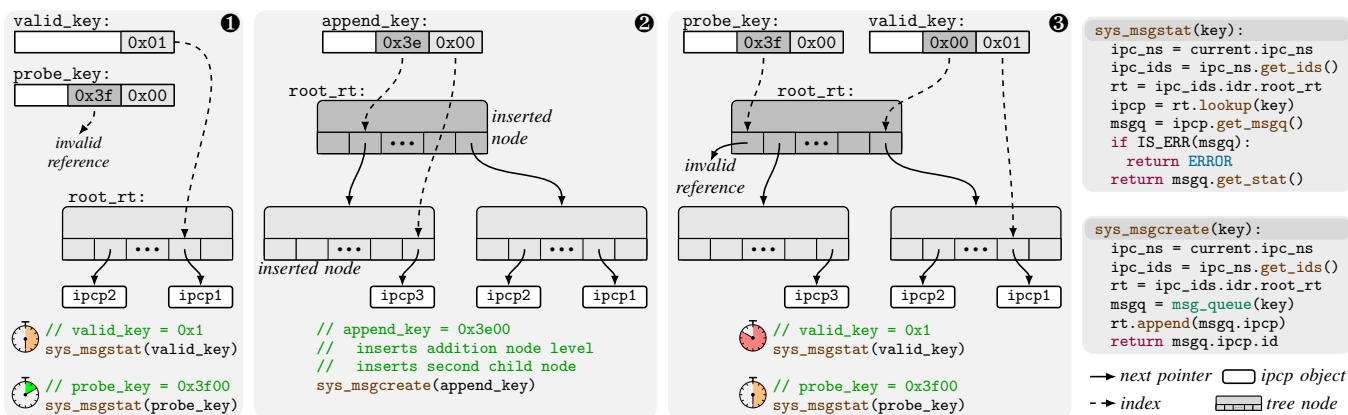 ❶
valid_key:
0x01
probe_key:
0x3f 0x00
invalid
reference
root_rt:
•••
ipcp2 ipcp1
// valid_key = 0x1
sys_msgstat(valid_key)
// probe_key = 0x3f00
sys_msgstat(probe_key)
❷
append_key:
0x3e 0x00
root_rt:
inserted
node
•••
••• •••
inserted node
ipcp3 ipcp2 ipcp1
// append_key = 0x3e00
//   inserts addition node level
//   inserts second child node
sys_msgcreate(append_key)
❸
probe_key: valid_key:
0x3f 0x00 0x00 0x01
root_rt:
•••
invalid
reference
••• •••
ipcp3 ipcp2 ipcp1
// valid_key = 0x1
sys_msgstat(valid_key)
// probe_key = 0x3f00
sys_msgstat(probe_key)
sys_msgstat(key):
  ipc_ns = current.ipc_ns
  ipc_ids = ipc_ns.get_ids()
  rt = ipc_ids.idr.root_rt
  ipcp = rt.lookup(key)
  msgq = ipcp.get_msgq()
  if IS_ERR(msgq):
    return ERROR
  return msgq.get_stat()
sys_msgcreate(key):
  ipc_ns = current.ipc_ns
  ipc_ids = ipc_ns.get_ids()
  rt = ipc_ids.idr.root_rt
  msgq = msg_queue(key)
  rt.append(msgq.ipcp)
  return msgq.ipcp.id
next pointer ipcp object
index tree node